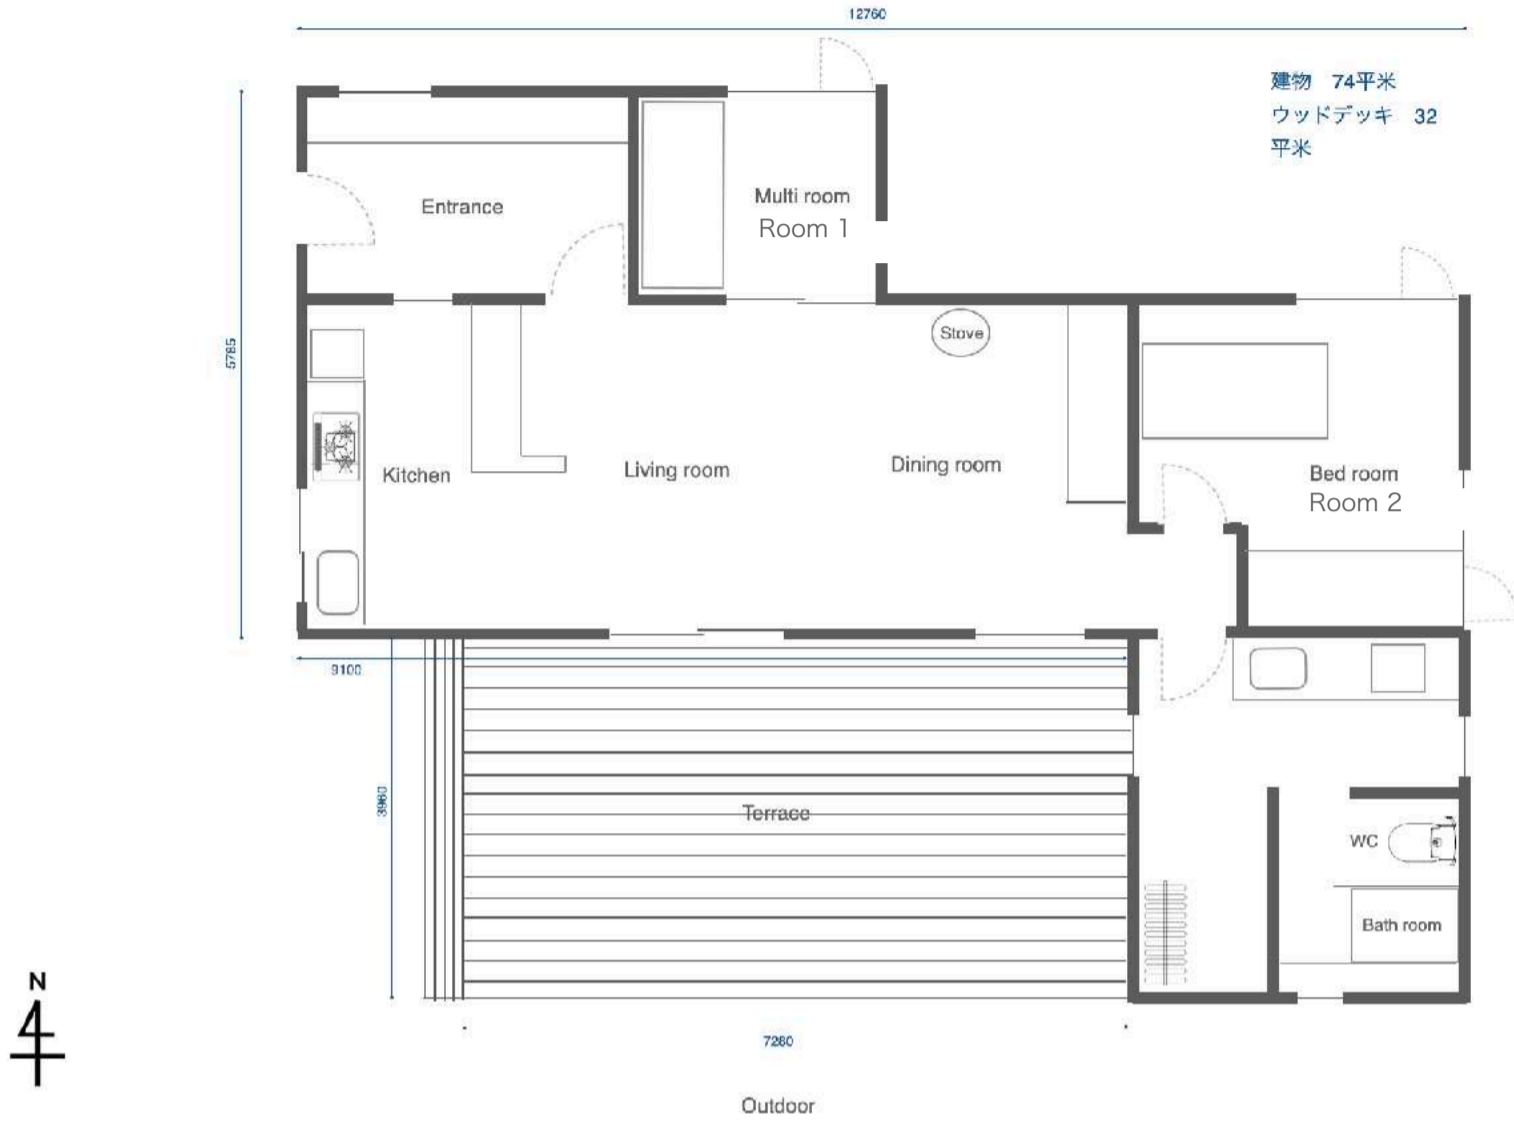 12760
建物　74平米
ウッドデッキ　32
平米
Multi room
Room 1
Entrance
5785
Stove
Kitchen
Living room
Dining room
Bed room
Room 2
9100
3960
Terrace
WC
Bath room
N
7280
Outdoor